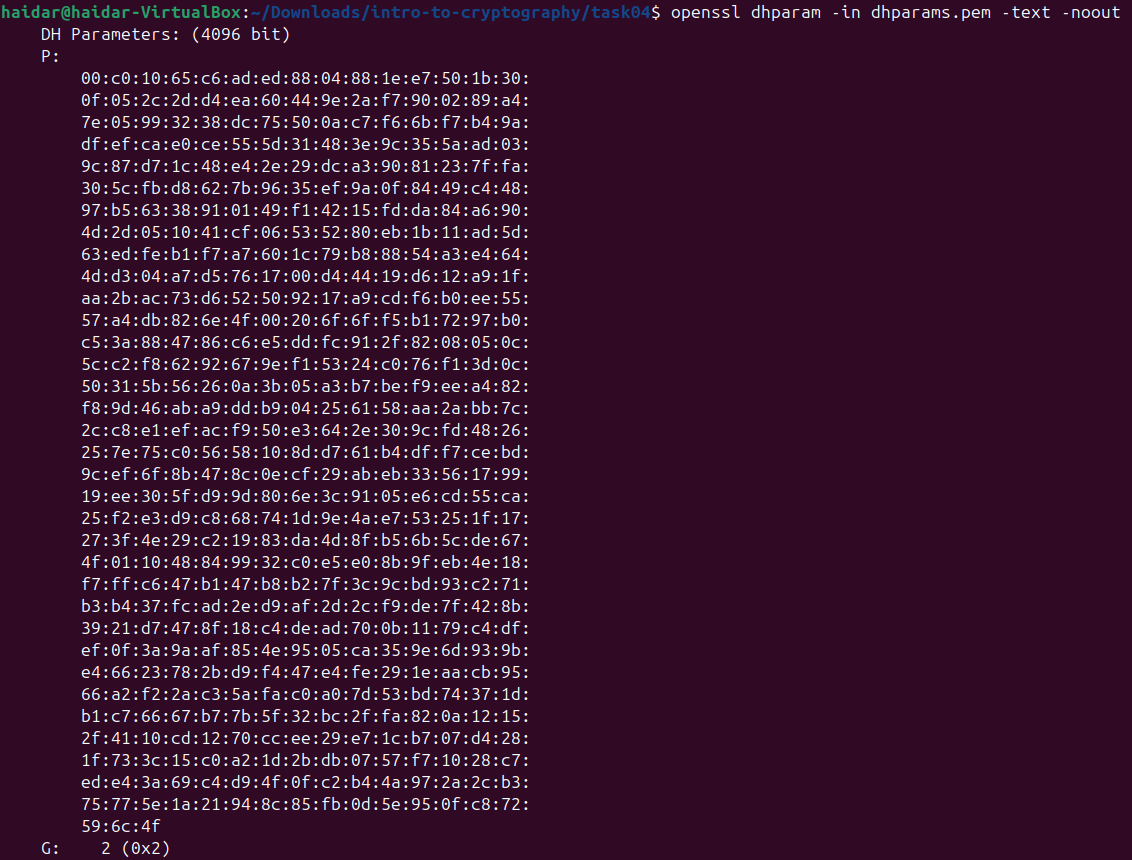 haidar@haidar-VirtualBox:~/Downloads/intro-to-cryptography/task04$ openssl dhparam -in dhparams.pem -text -noout
DH Parameters: (4096 bit)
P:
00:c0:10:65:c6:ad:ed:88:04:88:1e:e7:50:1b:30:
0f:05:2c:2d:d4:ea:60:44:9e:2a:f7:90:02:89:a4:
7e:05:99:32:38:dc:75:50:0a:c7:f6:6b:f7:b4:9a:
df:ef:ca:e0:ce:55:5d:31:48:3e:9c:35:5a:ad:03:
9c:87:d7:1c:48:e4:2e:29:dc:a3:90:81:23:7f:fa:
30:5c:fb:d8:62:7b:96:35:ef:9a:0f:84:49:c4:48:
97:b5:63:38:91:01:49:f1:42:15:fd:da:84:a6:90:
4d:2d:05:10:41:cf:06:53:52:80:eb:1b:11:ad:5d:
63:ed:fe:b1:f7:a7:60:1c:79:b8:88:54:a3:e4:64:
4d:d3:04:a7:d5:76:17:00:d4:44:19:d6:12:a9:1f:
aa:2b:ac:73:d6:52:50:92:17:a9:cd:f6:b0:ee:55:
57:a4:db:82:6e:4f:00:20:6f:6f:f5:b1:72:97:b0:
c5:3a:88:47:86:c6:e5:dd:fc:91:2f:82:08:05:0c:
5c:c2:f8:62:92:67:9e:f1:53:24:c0:76:f1:3d:0c:
50:31:5b:56:26:0a:3b:05:a3:b7:be:f9:ee:a4:82:
f8:9d:46:ab:a9:dd:b9:04:25:61:58:aa:2a:bb:7c:
2c:c8:e1:ef:ac:f9:50:e3:64:2e:30:9c:fd:48:26:
25:7e:75:c0:56:58:10:8d:d7:61:b4:df:f7:ce:bd:
9c:ef:6f:8b:47:8c:0e:cf:29:ab:eb:33:56:17:99:
19:ee:30:5f:d9:9d:80:6e:3c:91:05:e6:cd:55:ca:
25:f2:e3:d9:c8:68:74:1d:9e:4a:e7:53:25:1f:17:
27:3f:4e:29:c2:19:83:da:4d:8f:b5:6b:5c:de:67:
4f:01:10:48:84:99:32:c0:e5:e0:8b:9f:eb:4e:18:
f7:ff:c6:47:b1:47:b8:b2:7f:3c:9c:bd:93:c2:71:
b3:b4:37:fc:ad:2e:d9:af:2d:2c:f9:de:7f:42:8b:
39:21:d7:47:8f:18:c4:de:ad:70:0b:11:79:c4:df:
ef:0f:3a:9a:af:85:4e:95:05:ca:35:9e:6d:93:9b:
e4:66:23:78:2b:d9:f4:47:e4:fe:29:1e:aa:cb:95:
66:a2:f2:2a:c3:5a:fa:c0:a0:7d:53:bd:74:37:1d:
b1:c7:66:67:b7:7b:5f:32:bc:2f:fa:82:0a:12:15:
2f:41:10:cd:12:70:cc:ee:29:e7:1c:b7:07:d4:28:
1f:73:3c:15:c0:a2:1d:2b:db:07:57:f7:10:28:c7:
ed:e4:3a:69:c4:d9:4f:0f:c2:b4:4a:97:2a:2c:b3:
75:77:5e:1a:21:94:8c:85:fb:0d:5e:95:0f:c8:72:
59:6c:4f
G:    2 (0x2)